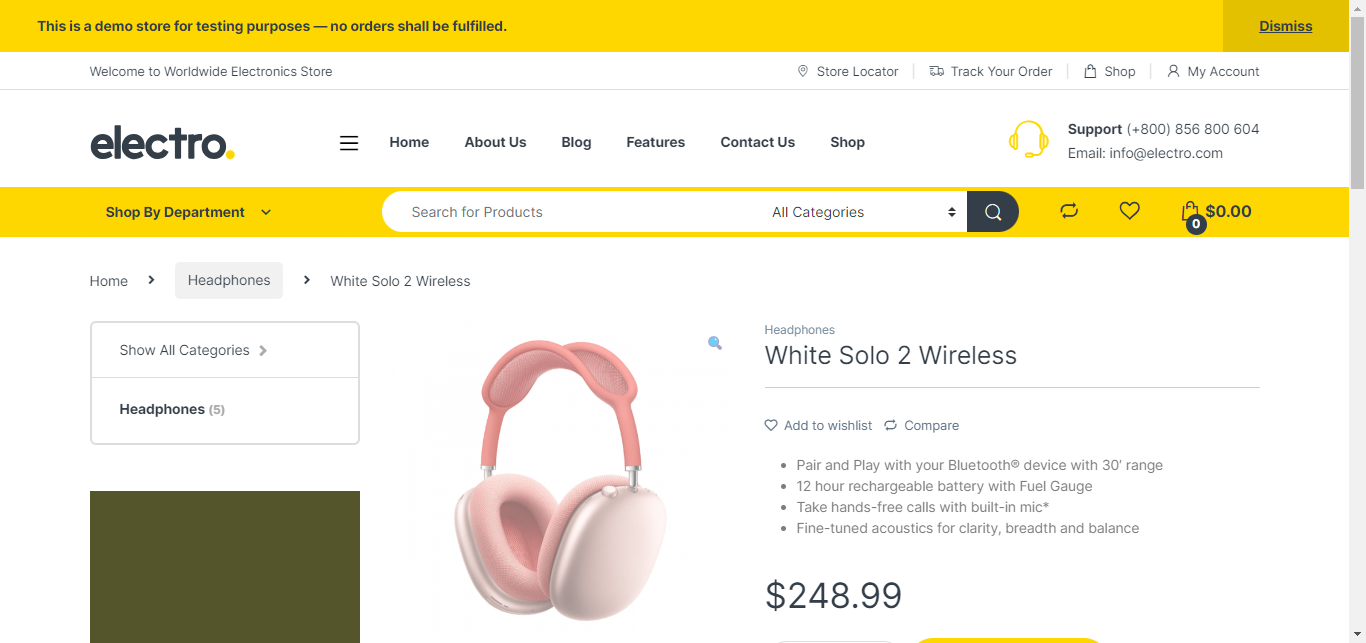 This is a demo store for testing purposes — no orders shall be fulfilled.
Dismiss
Welcome to Worldwide Electronics Store
Store Locator
Track Your Order
Shop
My Account
electro.
Home
About Us
Blog
Features
Contact Us
Shop
Support (+800) 856 800 604
Email: info@electro.com
Shop By Department
Search for Products
All Categories
0
$0.00
Home
Headphones
White Solo 2 Wireless
Show All Categories
Headphones (5)
Headphones
White Solo 2 Wireless
Add to wishlist
Compare
Pair and Play with your Bluetooth® device with 30' range
12 hour rechargeable battery with Fuel Gauge
Take hands-free calls with built-in mic*
Fine-tuned acoustics for clarity, breadth and balance
$248.99